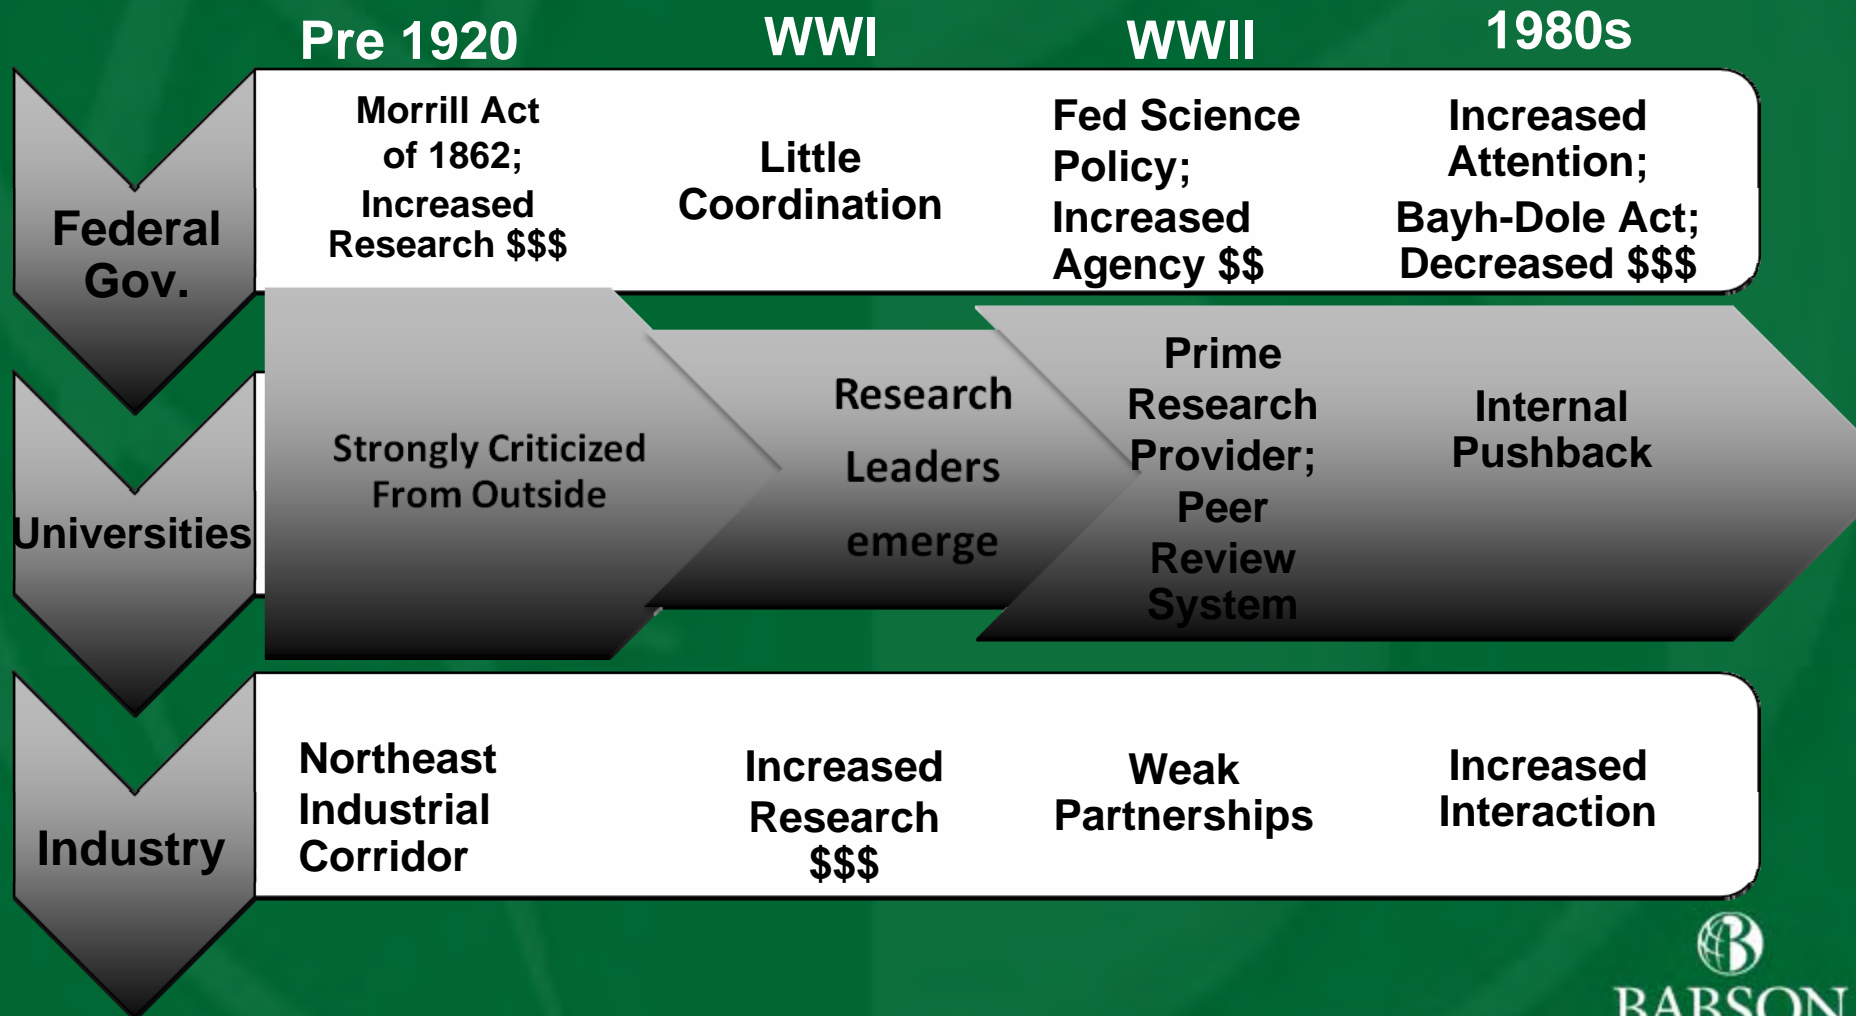 Pre 1920
WWI
WWII
1980s
Federal
Gov.
Morrill Act
of 1862;
Increased
Research $$$
Little
Coordination
Fed Science
Policy;
Increased
Agency $$
Increased
Attention;
Bayh-Dole Act;
Decreased $$$
Universities
Strongly Criticized
From Outside
Research
Leaders
emerge
Prime
Research
Provider;
Peer
Review
System
Internal
Pushback
Industry
Northeast
Industrial
Corridor
Increased
Research
$$$
Weak
Partnerships
Increased
Interaction
BABSON